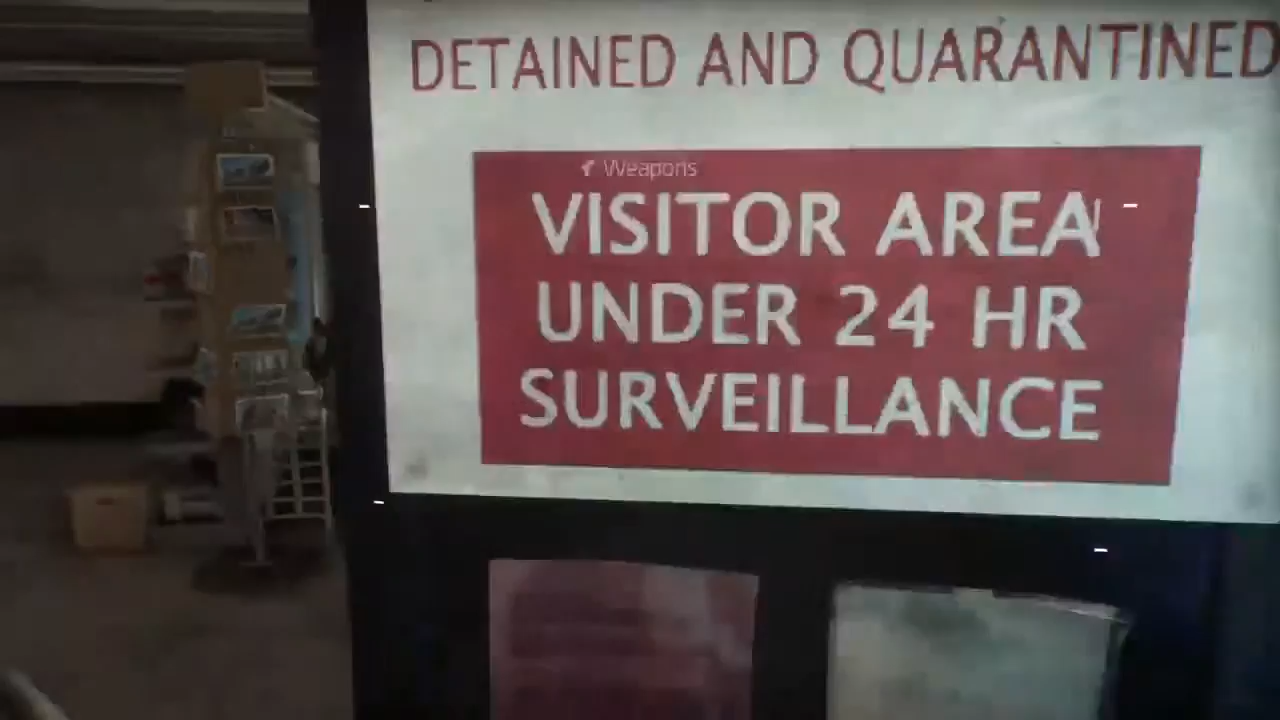 DETAINED AND QUARANTINED
Weapons
VISITOR AREA
UNDER 24 HR
SURVEILLANCE